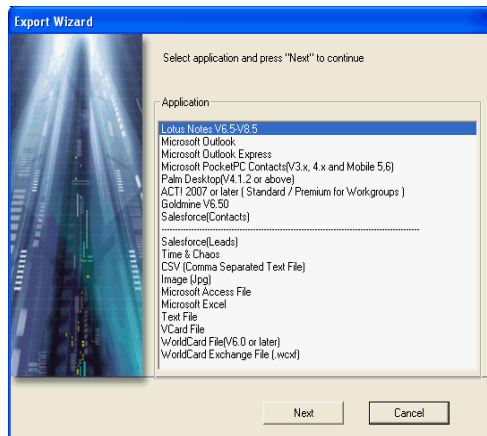 Export Wizard
Select application and press "Next" to continue
Application
Lotus Notes V6.5-V8.5
Microsoft Outlook
Microsoft Outlook Express
Microsoft PocketPC Contacts(V3.x, 4.x and Mobile 5,6)
Palm Desktop(V4.1.2 or above)
ACT! 2007 or later ( Standard / Premium for Workgroups )
Goldmine V6.50
Salesforce(Contacts)
--------------------------------------------------------------------------------
Salesforce(Leads)
Time & Chaos
CSV (Comma Separated Text File)
Image (Jpg)
Microsoft Access File
Microsoft Excel
Text File
VCard File
WorldCard File(V6.0 or later)
WorldCard Exchange File (.wcxf)
Next
Cancel